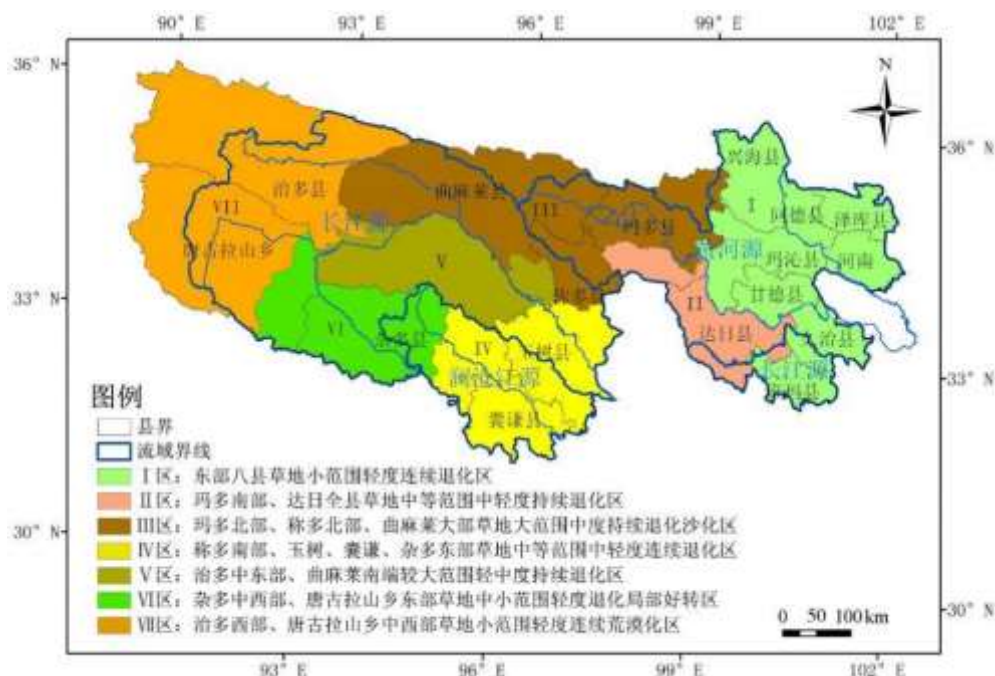 90° E 93° E 96° E 99° E 102° E
36° N
N
36° N
兴海县
治多县
曲麻莱县
I
同德县
泽库县
VII
长江源
III
玛多县
黄河源
玛沁县
河南
唐古拉山乡
V
33° N
称多县
II
甘德县
VI
杂多县
IV
玉树县
达日县
治县
长江源
33° N
澜沧江源
囊谦县
图例
县界
流域界线
I区：东部八县草地小范围轻度连续退化区
II区：玛多南部、达日全县草地中等范围中轻度持续退化区
III区：玛多北部、称多北部、曲麻莱大部草地大范围中度持续退化沙化区
30° N
IV区：称多南部、玉树、囊谦、杂多东部草地中等范围中轻度连续退化区
V区：治多中东部、曲麻莱南端较大范围轻中度持续退化区
VI区：杂多中西部、唐古拉山乡东部草地中小范围轻度退化局部好转区
30° N
VII区：治多西部、唐古拉山乡中西部草地小范围轻度连续荒漠化区
0 50 100 km
93° E 96° E 99° E 102° E